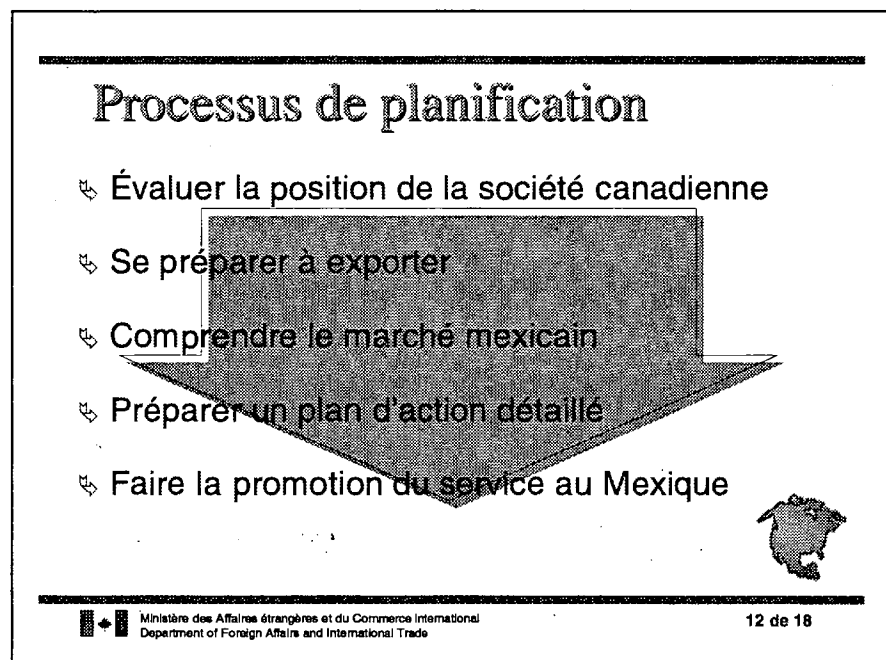 Processus de planification
Évaluer la position de la société canadienne
Se préparer à exporter
Comprendre le marché mexicain
Préparer un plan d'action détaillé
Faire la promotion du service au Mexique
Ministère des Affaires étrangères et du Commerce international
Department of Foreign Affairs and International Trade
12 de 18